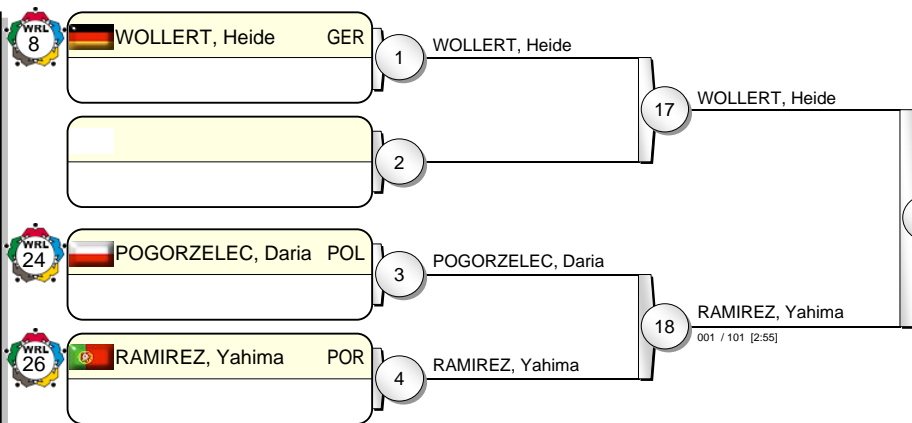 WRL
8
WOLLERT, Heide GER
1
WOLLERT, Heide
17
WOLLERT, Heide
2
WRL
24
POGORZELEC, Daria POL
3
POGORZELEC, Daria
18
RAMIREZ, Yahima
001 / 101 [2:55]
WRL
26
RAMIREZ, Yahima POR
4
RAMIREZ, Yahima